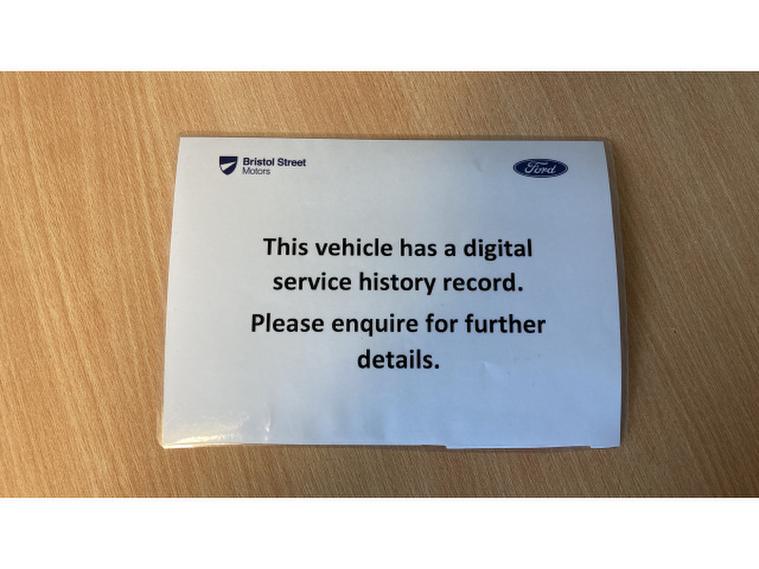 Bristol Street
Motors
Ford
This vehicle has a digital
service history record.
Please enquire for further
details.